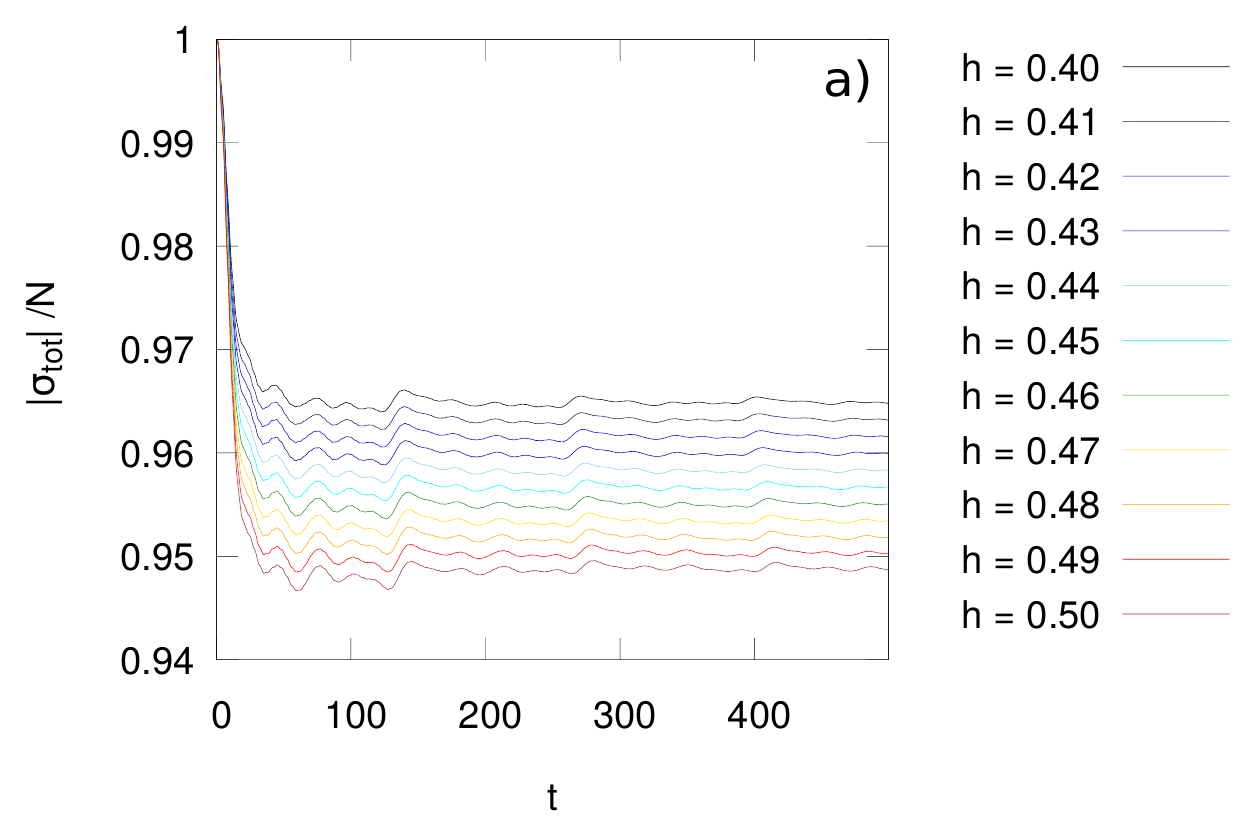 1
0.99
0.98
0.97
0.96
0.95
0.94
|σtot| /N
0 100 200 300 400
t
a)
h = 0.40
h = 0.41
h = 0.42
h = 0.43
h = 0.44
h = 0.45
h = 0.46
h = 0.47
h = 0.48
h = 0.49
h = 0.50